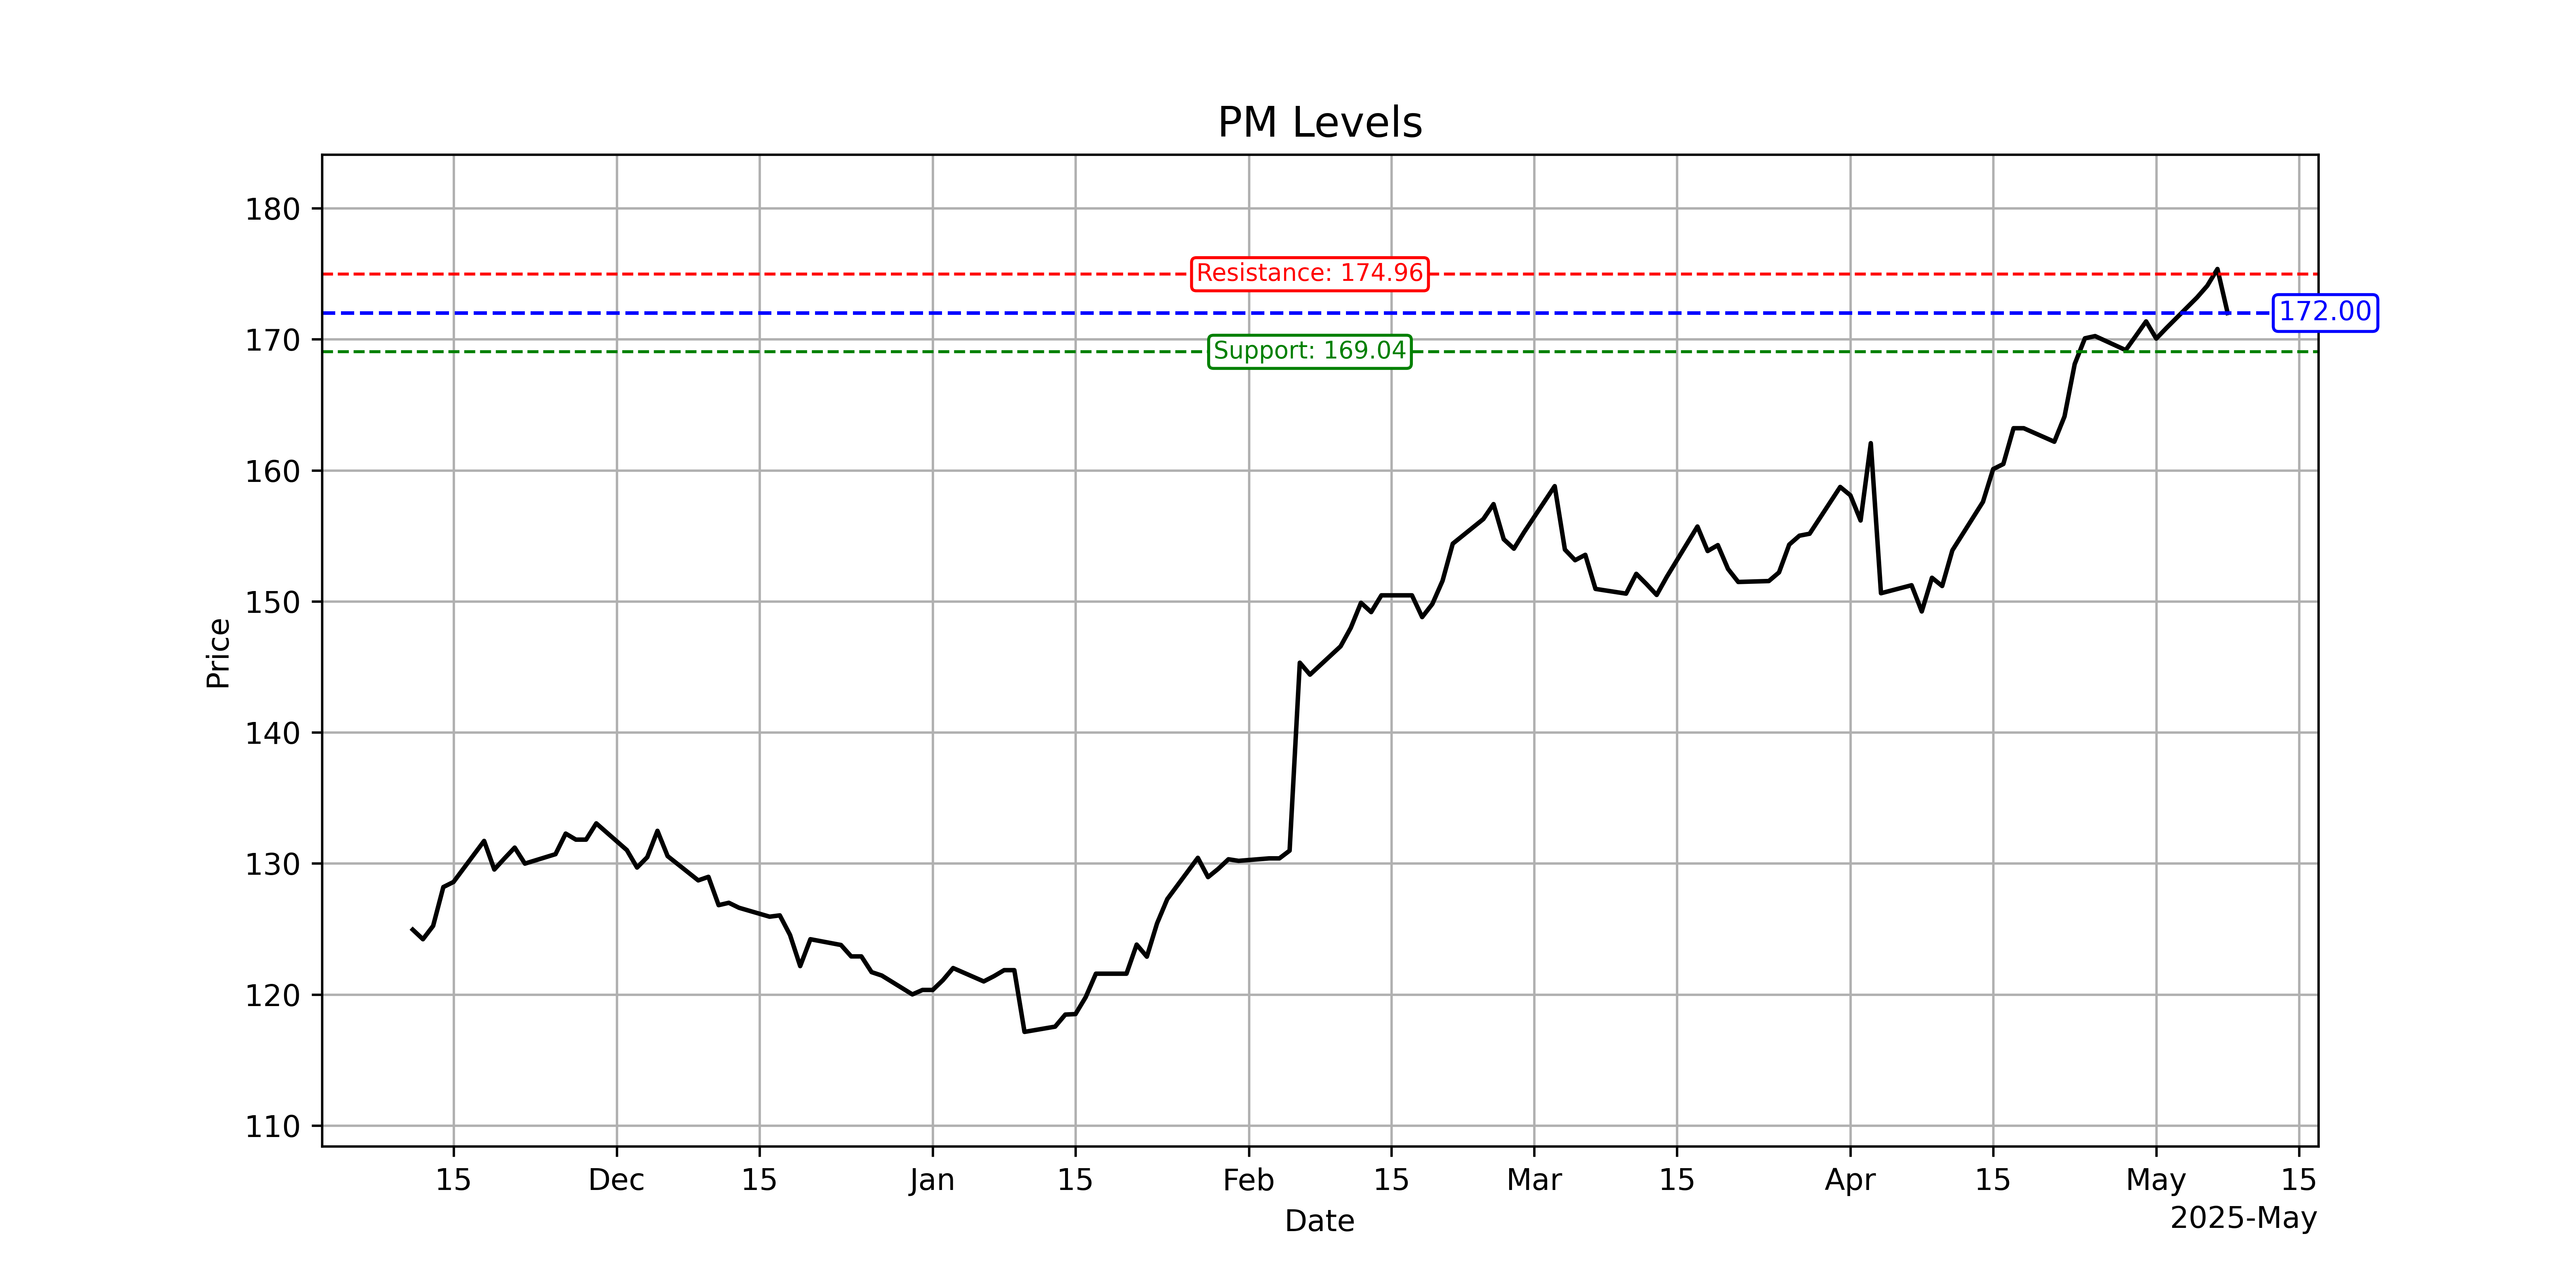 PM Levels
180
170
160
150
140
130
120
110
Price
Resistance: 174.96
172.00
Support: 169.04
15 Dec 15 Jan 15 Feb 15 Mar 15 Apr 15 May 15
2025-May
Date